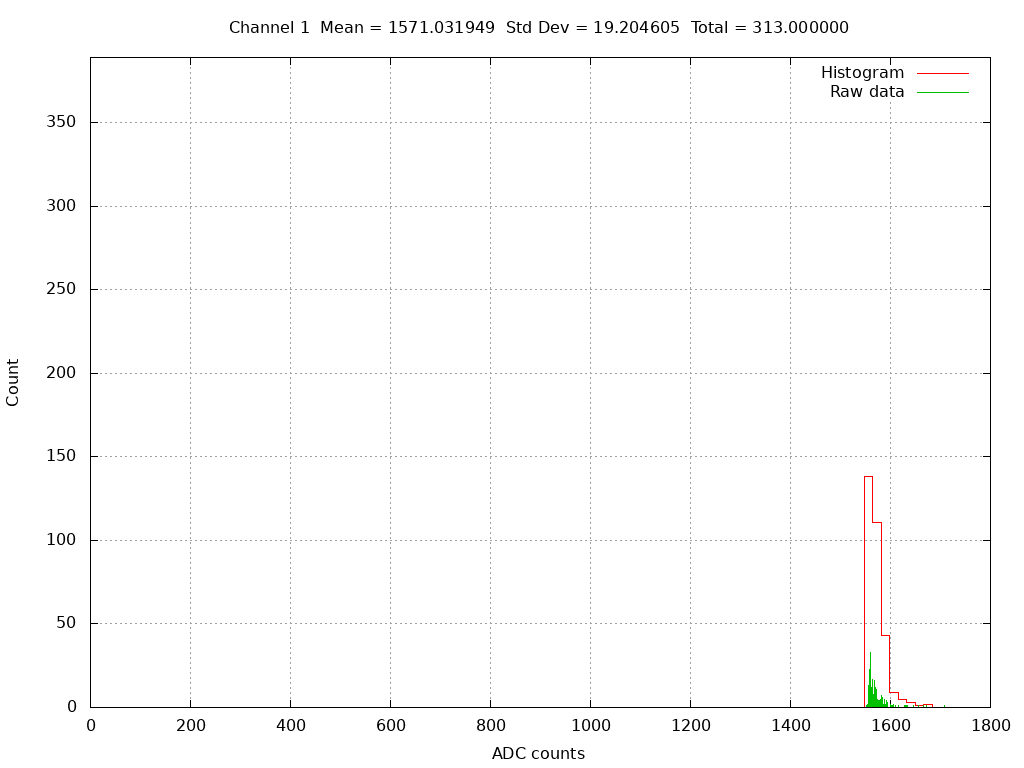 Channel 1  Mean = 1571.031949  Std Dev = 19.204605  Total = 313.000000
Histogram
Raw data
350
300
250
200
150
100
50
0
Count
0 200 400 600 800 1000 1200 1400 1600 1800
ADC counts